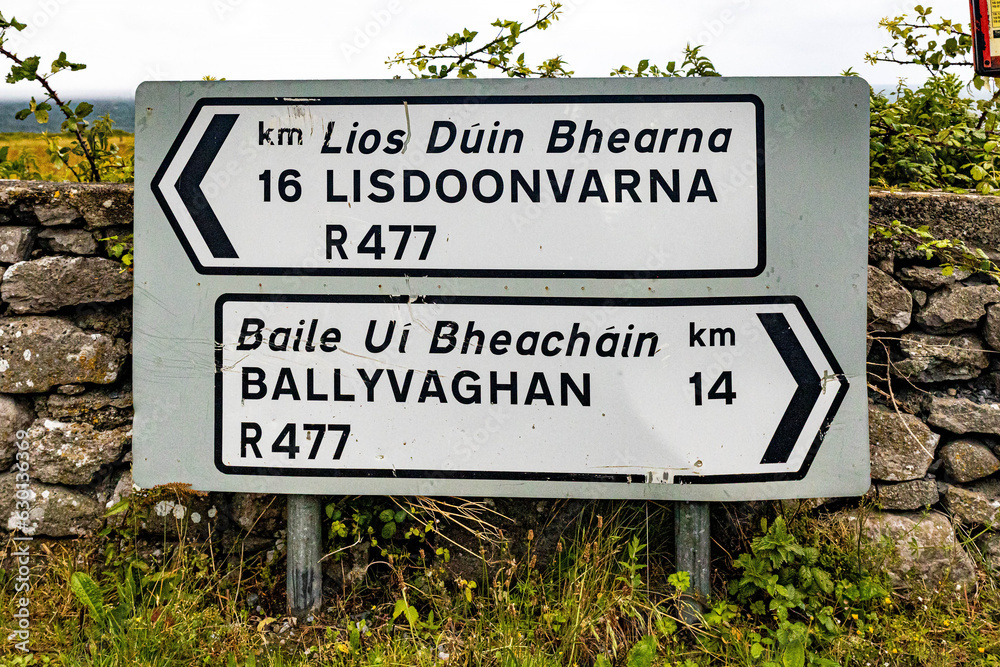 km Lios Dúin Bhearna
16 LISDOONVARNA
R477
Baile Uí Bheacháin km
BALLYVAGHAN 14
R477